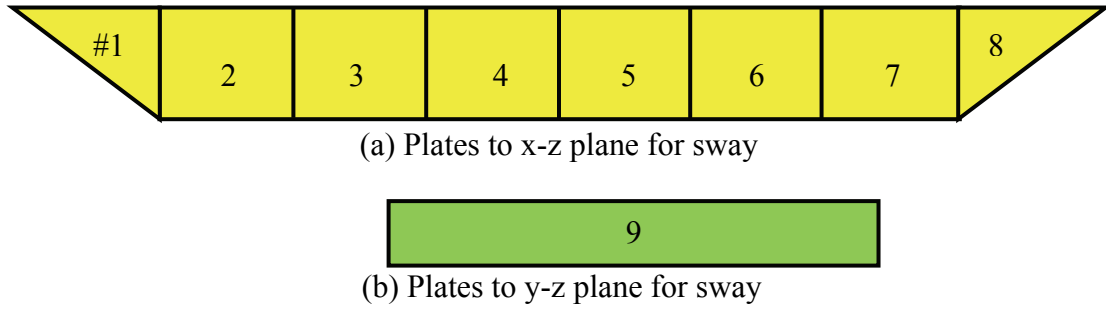 #1 2 3 4 5 6 7 8
(a) Plates to x-z plane for sway
9
(b) Plates to y-z plane for sway